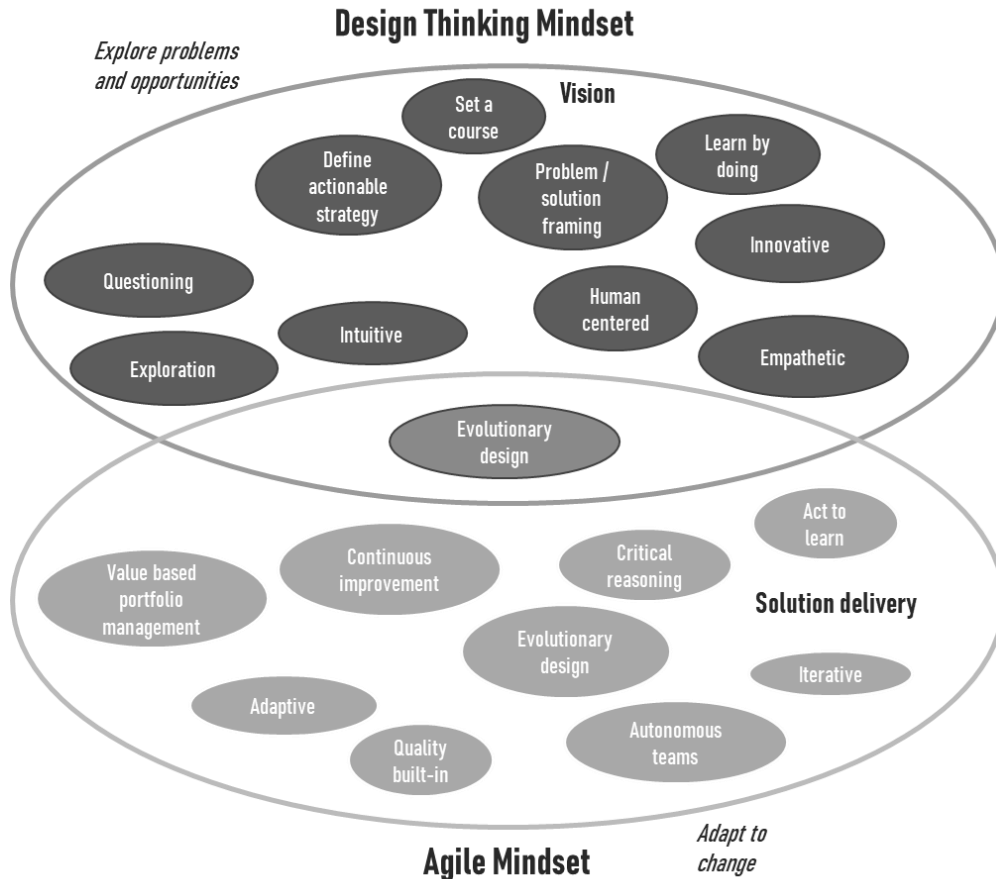 Design Thinking Mindset
Explore problems
and opportunities
Vision
Set a
course
Learn by
doing
Define
actionable
strategy
Problem /
solution
framing
Innovative
Questioning
Human
centered
Intuitive
Exploration
Empathetic
Evolutionary
design
Act to
learn
Continuous
improvement
Critical
reasoning
Value based
portfolio
management
Solution delivery
Evolutionary
design
Iterative
Adaptive
Autonomous
teams
Quality
built-in
Adapt to
change
Agile Mindset